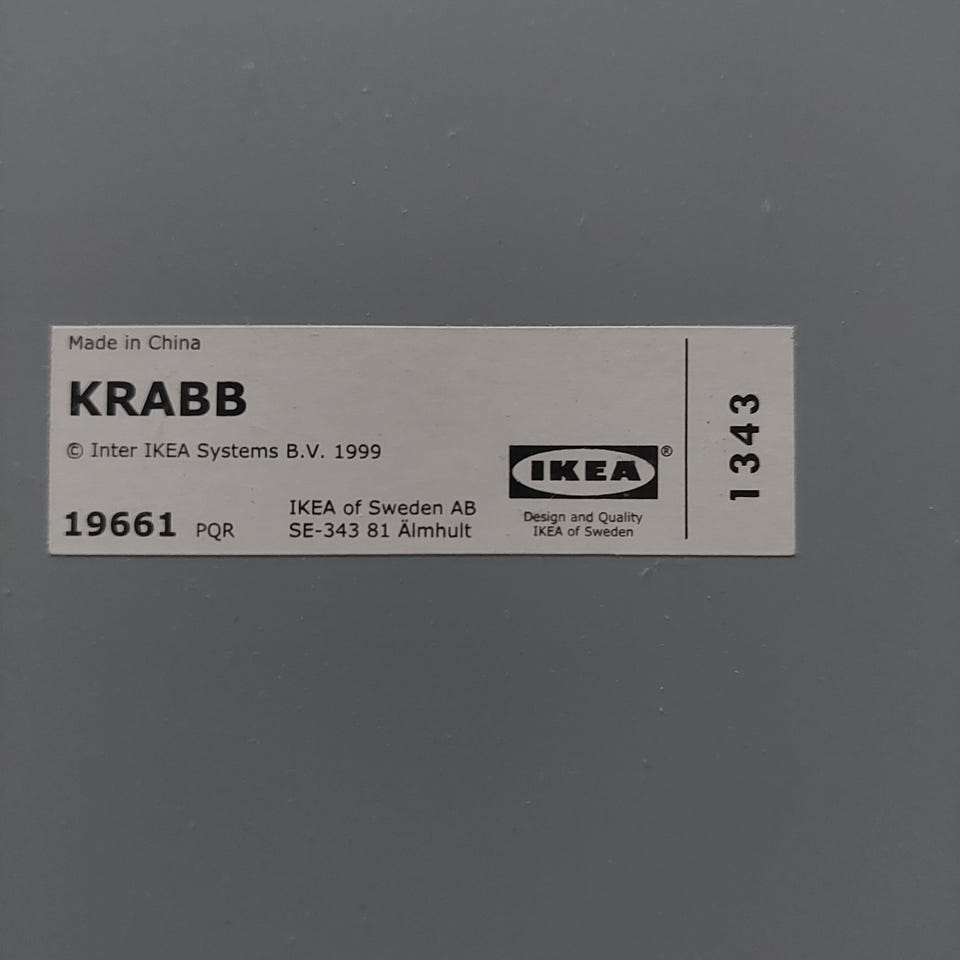 Made in China
KRABB
© Inter IKEA Systems B.V. 1999
19661 PQR
IKEA of Sweden AB
SE-343 81 Älmhult
IKEA®
Design and Quality
IKEA of Sweden
1343